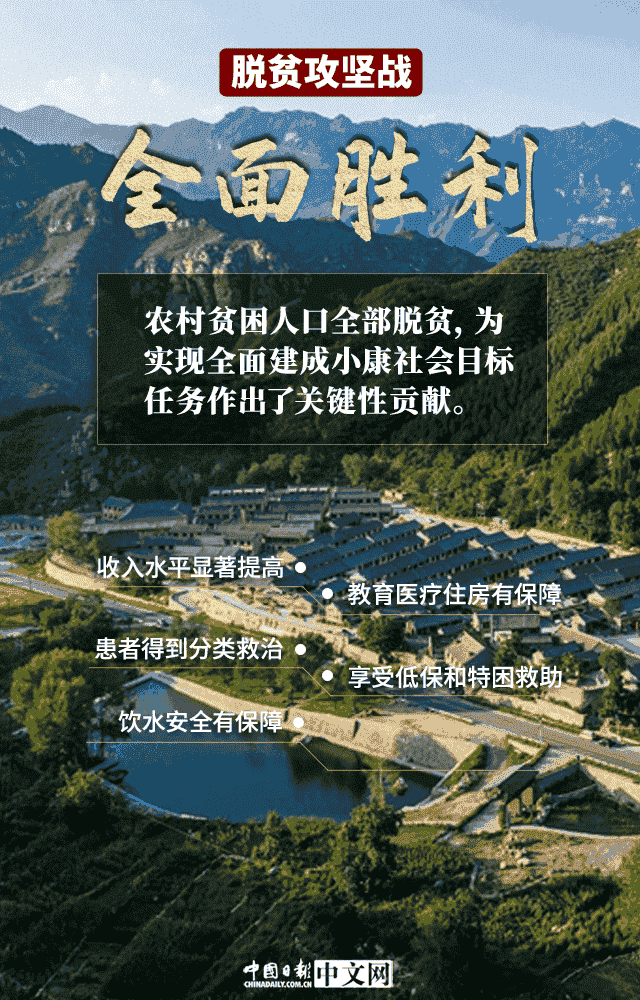 脱贫攻坚战
全面胜利
农村贫困人口全部脱贫，为
实现全面建成小康社会目标
任务作出了关键性贡献。
收入水平显著提高
教育医疗住房有保障
患者得到分类救治
享受低保和特困救助
饮水安全有保障
中国日报 中文网
CHINADAILY.COM.CN